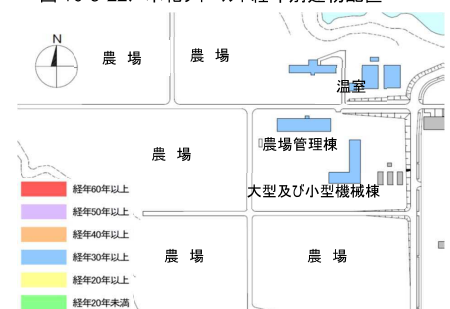 N
農 場
農 場
温室
農場管理棟
農 場
大型及び小型機械棟
農 場
農 場
経年60年以上
経年50年以上
経年40年以上
経年30年以上
経年20年以上
経年20年未満